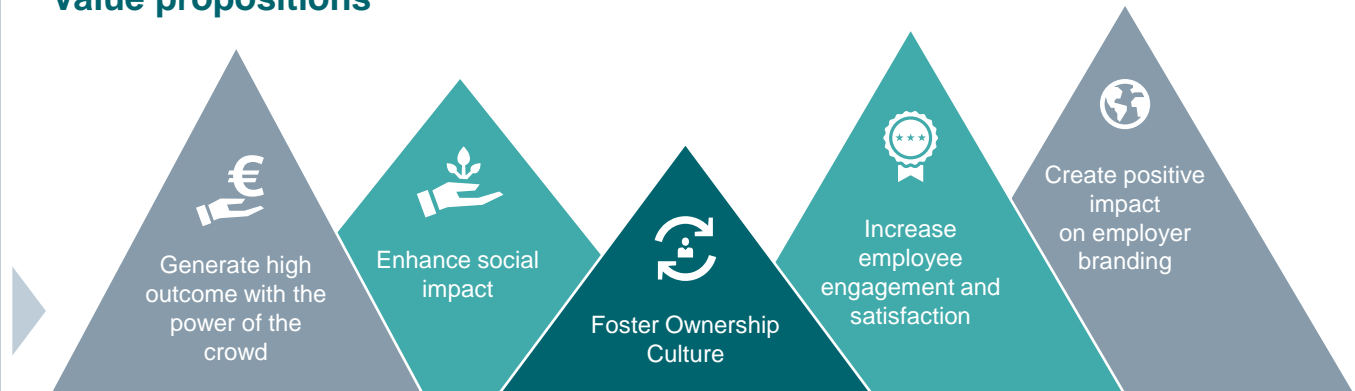 Value propositions
€
Generate high
outcome with the
power of the
crowd
Enhance social
impact
Foster Ownership
Culture
Increase
employee
engagement and
satisfaction
Create positive
impact
on employer
branding